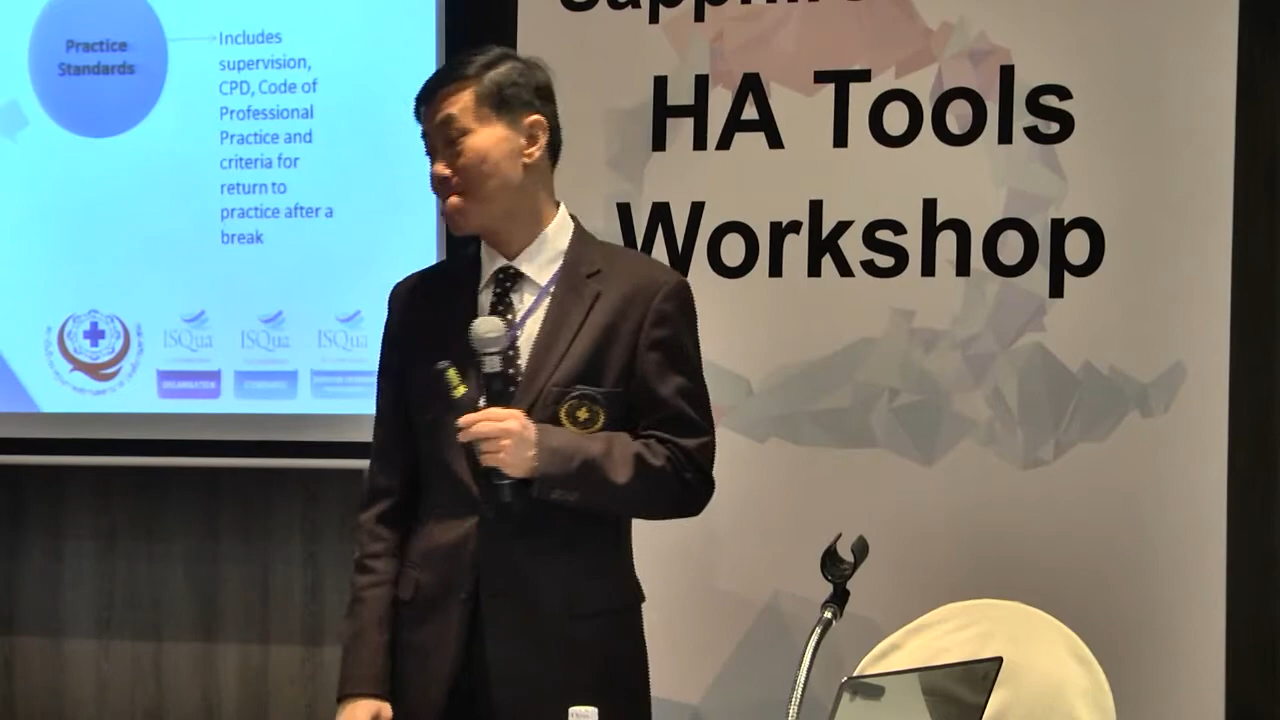 Practice
Standards
Includes
supervision,
CPD, Code of
Professional
Practice and
criteria for
return to
practice after a
break
ISQua
ISQua
ISQua
ORGANISATION
HA Tools
Workshop